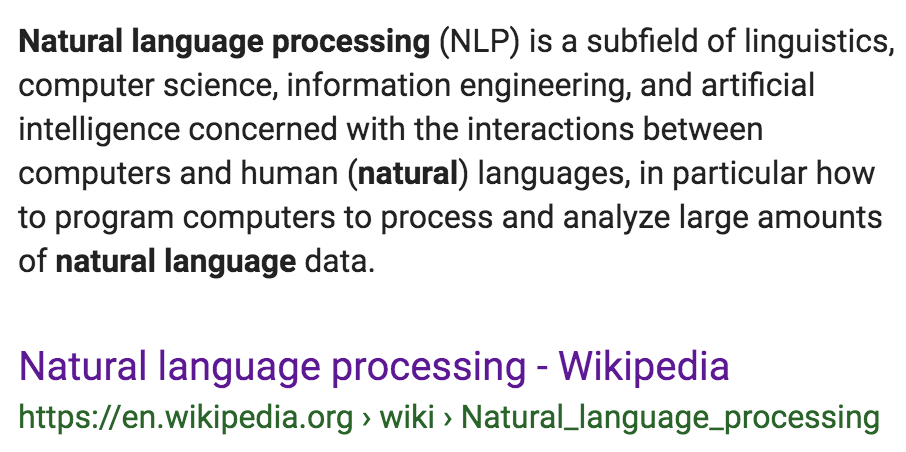 Natural language processing (NLP) is a subfield of linguistics,
computer science, information engineering, and artificial
intelligence concerned with the interactions between
computers and human (natural) languages, in particular how
to program computers to process and analyze large amounts
of natural language data.
Natural language processing - Wikipedia
https://en.wikipedia.org › wiki › Natural_language_processing